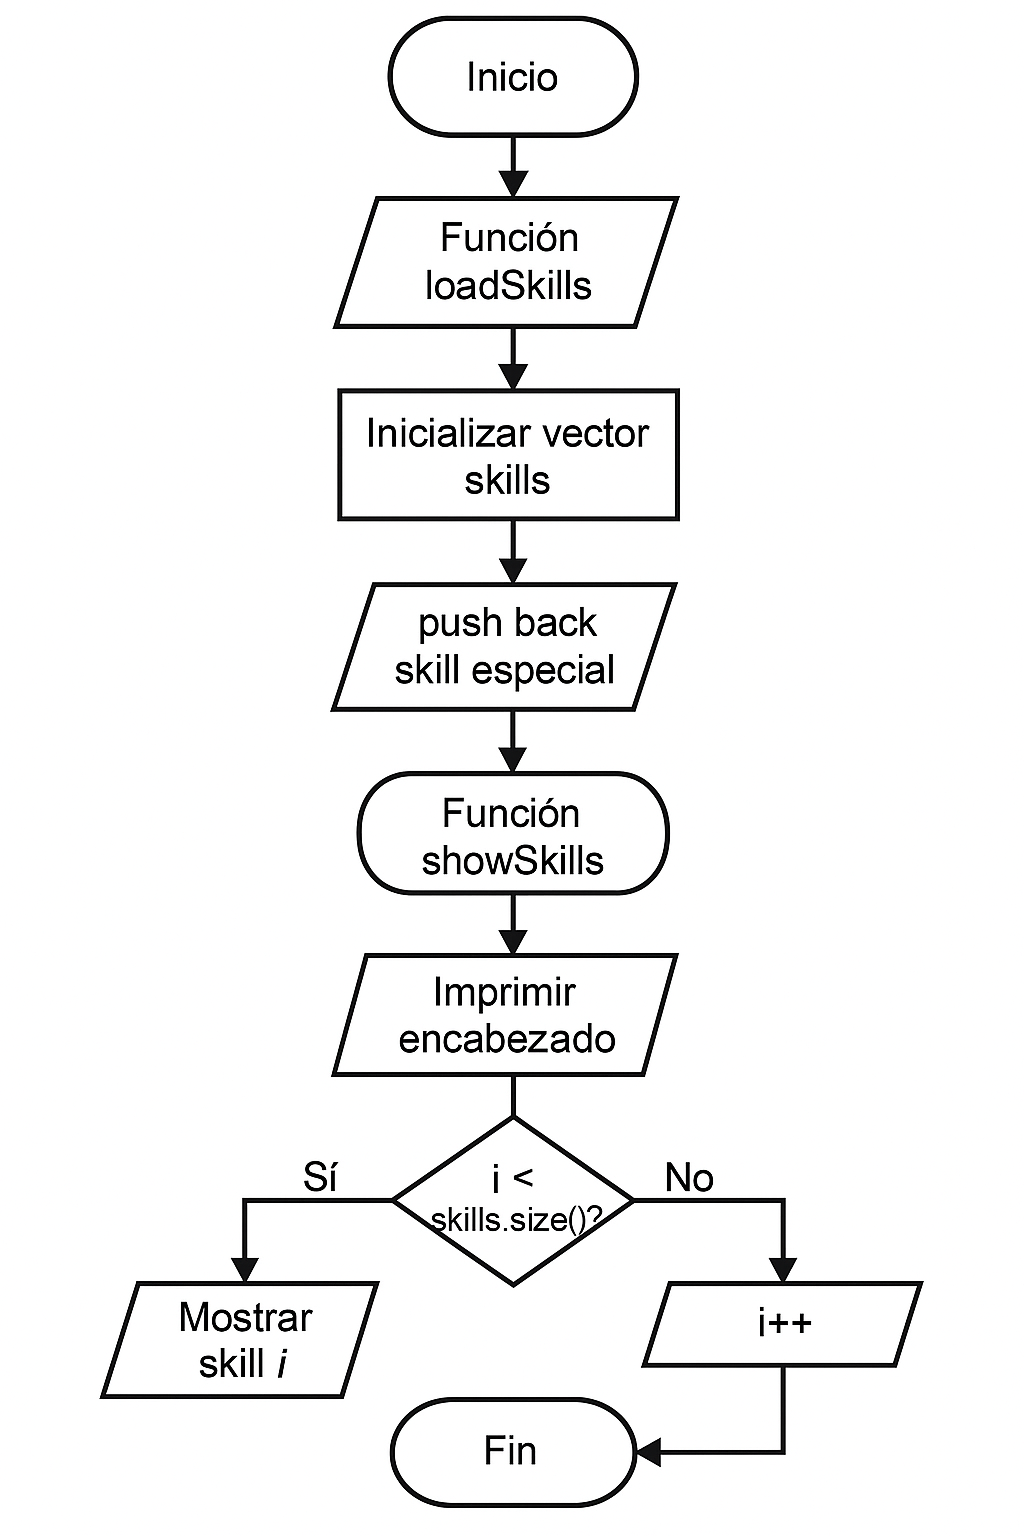 Inicio
Función
loadSkills
Inicializar vector
skills
push back
skill especial
Función
showSkills
Imprimir
encabezado
i <
skills.size()?
Sí
No
Mostrar
skill i
i++
Fin